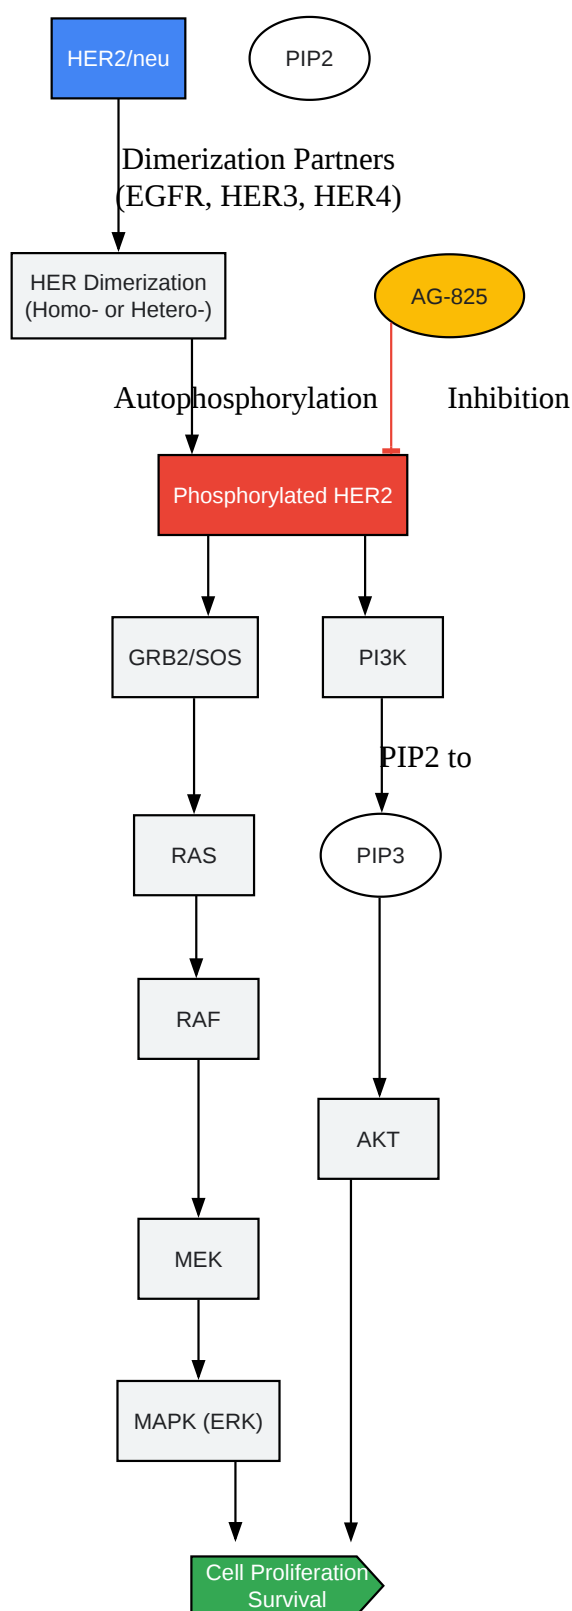 HER2/neu
PIP2
Dimerization Partners
(EGFR, HER3, HER4)
HER Dimerization
(Homo- or Hetero-)
AG-825
Autophosphorylation
Inhibition
Phosphorylated HER2
GRB2/SOS
PI3K
PIP2 to
RAS
PIP3
RAF
AKT
MEK
MAPK (ERK)
Cell Proliferation
Survival